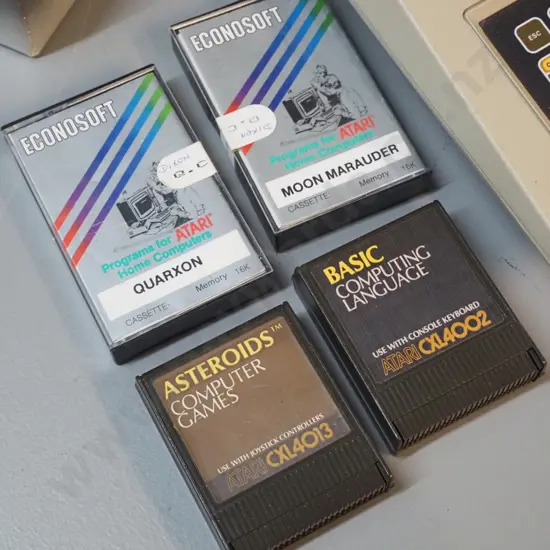 ECONOSOFT
Programs for ATARI®
Home Computers
MOON MARAUDER
CASSETTE: Memory 16K
ECONOSOFT
B-C
Programs for ATARI®
Home Computers
QUARXON
CASSETTE: Memory 16K
BASIC
COMPUTING
LANGUAGE
USE WITH CONSOLE KEYBOARD
ATARI CXL4002
ASTEROIDS™
COMPUTER
GAMES
USE WITH JOYSTICK CONTROLLERS
ATARI CXL4013
ESC